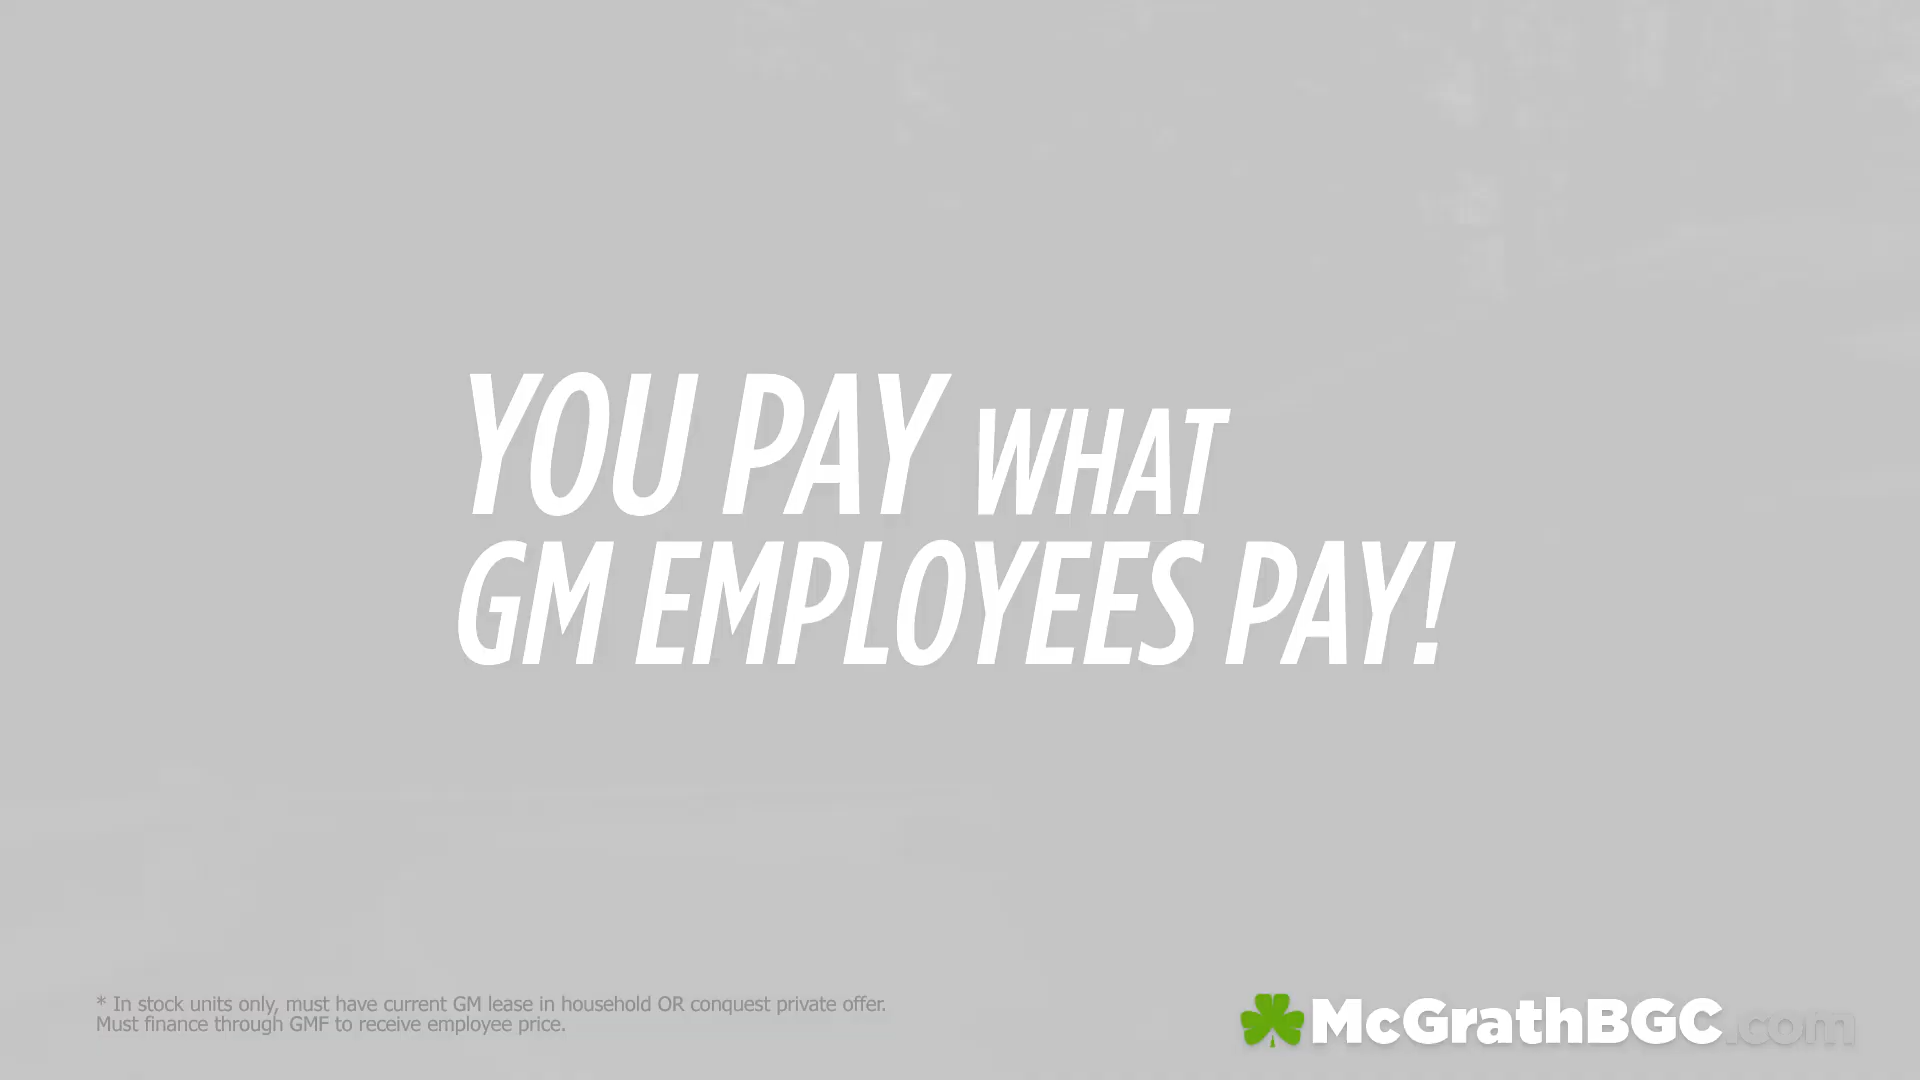 YOU PAY WHAT
GM EMPLOYEES PAY!
* In stock units only, must have current GM lease in household OR conquest private offer.
Must finance through GMF to receive employee price.
McGrathBGC.com